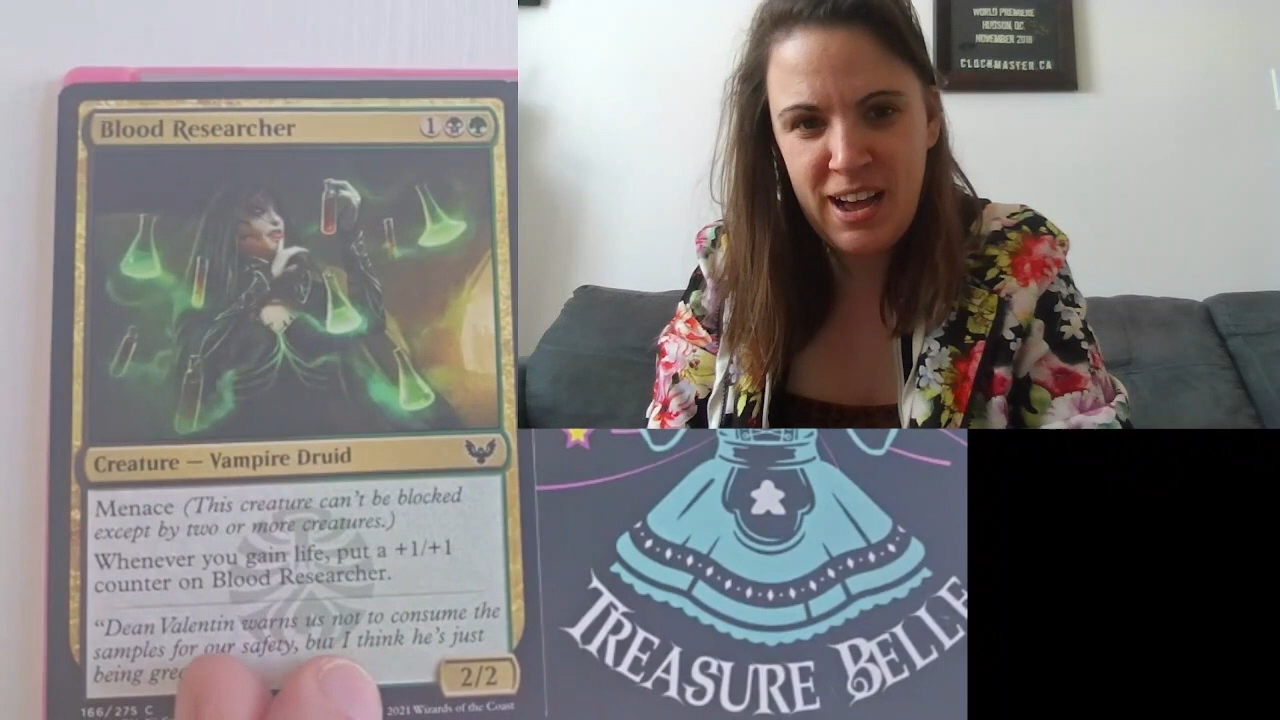 Blood Researcher 1
Creature — Vampire Druid
Menace (This creature can't be blocked
except by two or more creatures.)
Whenever you gain life, put a +1/+1
counter on Blood Researcher.
“Dean Valentin warns us not to consume the
samples for our safety, but I think he's just
being
2/2
166/275 C
2021 Wizards of the Coast
WORLD PREMIERE
HUDSON, QC.
NOVEMBER
CLOCKMASTER.CA
TREASURE BELLE